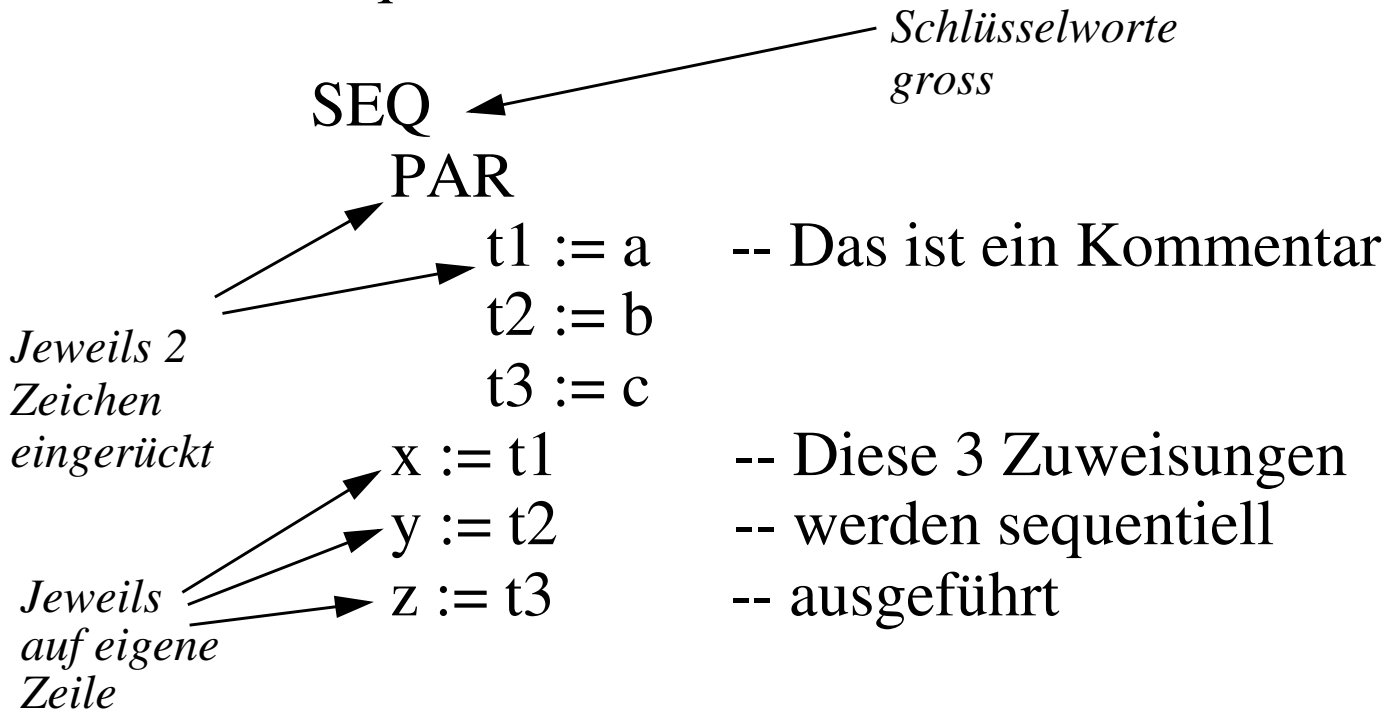 Schlüsselworte
gross
SEQ
PAR
t1 := a -- Das ist ein Kommentar
t2 := b
t3 := c
Jeweils 2
Zeichen
eingerückt
x := t1 -- Diese 3 Zuweisungen
y := t2 -- werden sequentiell
z := t3 -- ausgeführt
Jeweils
auf eigene
Zeile